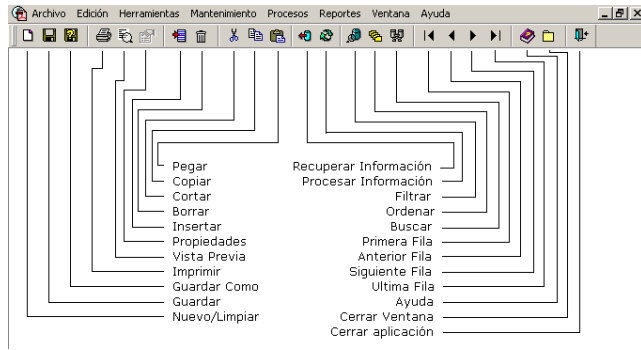 Archivo Edición Herramientas Mantenimiento Procesos Reportes Ventana Ayuda
Pegar
Copiar
Cortar
Borrar
Insertar
Propiedades
Vista Previa
Imprimir
Guardar Como
Guardar
Nuevo/Limpiar
Recuperar Información
Procesar Información
Filtrar
Ordenar
Buscar
Primera Fila
Anterior Fila
Siguiente Fila
Ultima Fila
Ayuda
Cerrar Ventana
Cerrar aplicación